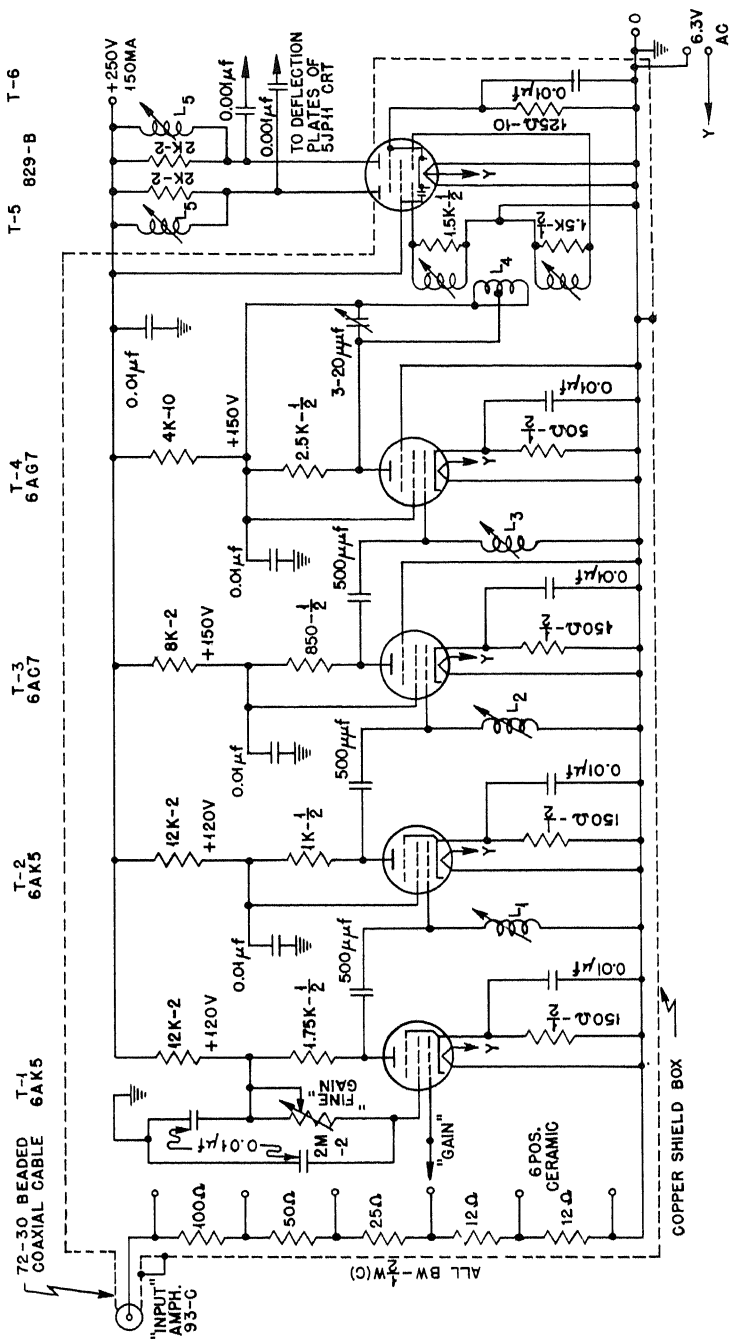 72-30 BEADED
COAXIAL CABLE
T-1
6AK5
T-2
6AK5
T-3
6AC7
T-4
6AG7
T-5 829-B T-6
+250V
150MA
"INPUT"
AMPH.
93-C
12K-2
+120V
1.75K-1/2
0.01μf
"FINE
GAIN"
2M
-2
"GAIN"
6 POS.
CERAMIC
100Ω
50Ω
25Ω
12Ω
12Ω
ALL BW-1/2W(C)
COPPER SHIELD BOX
Y
150Ω-1/2
0.01μf
500μμf
L1
12K-2
+120V
0.01μf
1K-1/2
Y
150Ω-1/2
0.01μf
500μμf
L2
8K-2
+150V
0.01μf
850-1/2
Y
150Ω-1/2
0.01μf
500μμf
L3
0.01μf
4K-10
+150V
0.01μf
2.5K-1/2
3-20μμf
Y
50Ω-1/2
0.01μf
L4
1.5K-1/2
1.5K-1/2
L5
2K-2
2K-2
L5
0.001μf
0.001μf
TO DEFLECTION
PLATES OF
5JP11 CRT
Y
125Ω-10
0.01μf
0
6.3V
AC
Y